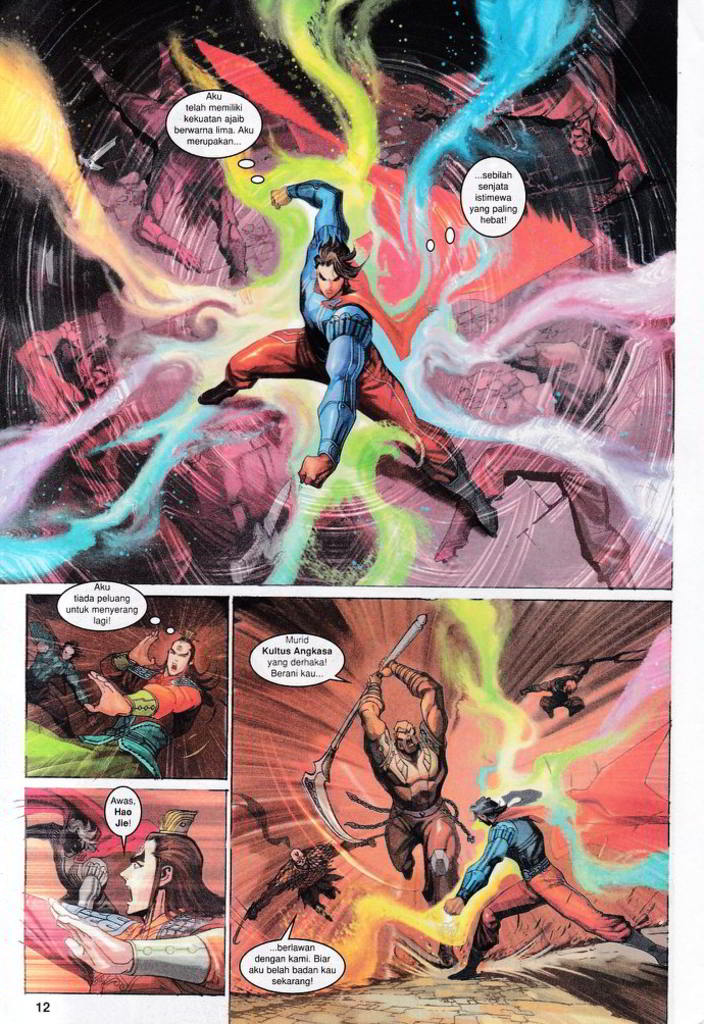 Aku
telah memiliki
kekuatan ajaib
berwarna lima. Aku
merupakan...
...sebilah
senjata
istimewa
yang paling
hebat!
Aku
tiada peluang
untuk menyerang
lagi!
Awas,
Hao
Jie!
Murid
Kultus Angkasa
yang derhaka!
Berani kau...
...berlawan
dengan kami. Biar
aku belah badan kau
sekarang!
12